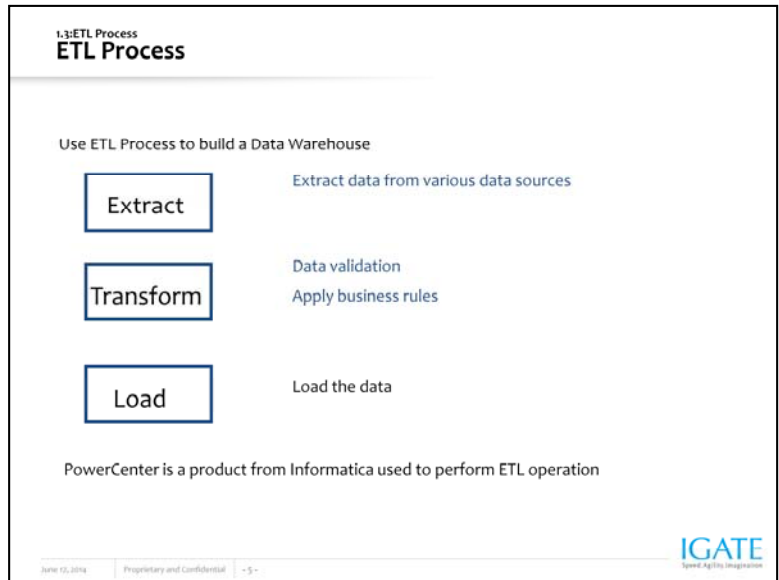 1.3:ETL Process
ETL Process
Use ETL Process to build a Data Warehouse
Extract
Extract data from various data sources
Transform
Data validation
Apply business rules
Load
Load the data
PowerCenter is a product from Informatica used to perform ETL operation
June 17, 2014 Proprietary and Confidential - 5 -
IGATE
Speed.Agility.Imagination